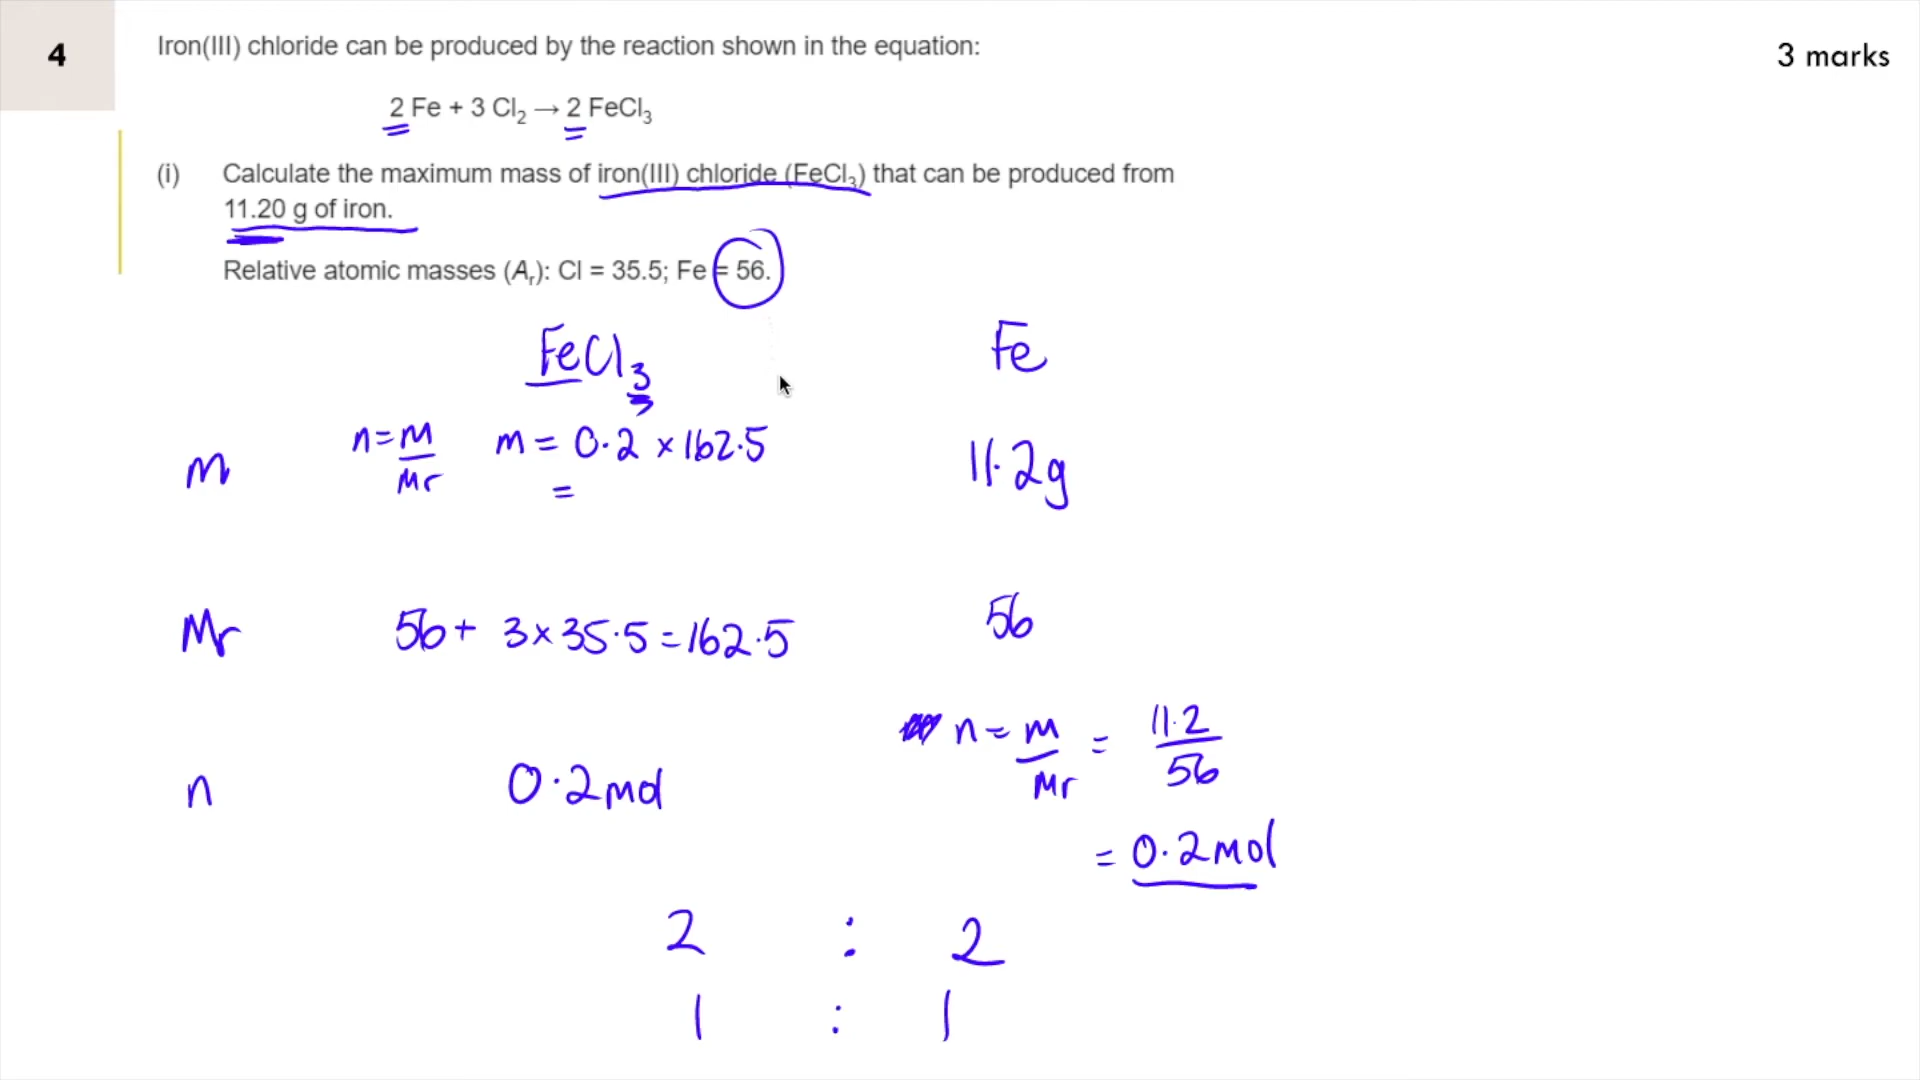 4
Iron(III) chloride can be produced by the reaction shown in the equation:
3 marks
2 Fe + 3 Cl₂ → 2 FeCl₃
(i) Calculate the maximum mass of iron(III) chloride (FeCl₃) that can be produced from
11.20 g of iron.
Relative atomic masses (Aᵣ): Cl = 35.5; Fe = 56.
FeCl₃ Fe
m n = m/Mr m = 0.2 × 162.5 11.2g
=
Mr 56 + 3 × 35.5 = 162.5 56
n 0.2mol n = m/Mr = 11.2/56
= 0.2mol
2 : 2
1 : 1